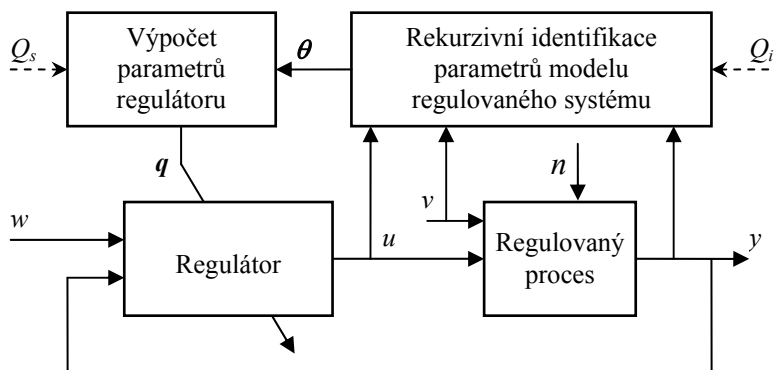 Q_s
Výpočet
parametrů
regulátoru
θ
Rekurzivní identifikace
parametrů modelu
regulovaného systému
Q_i
q
n
w
v
Regulátor
u
Regulovaný
proces
y